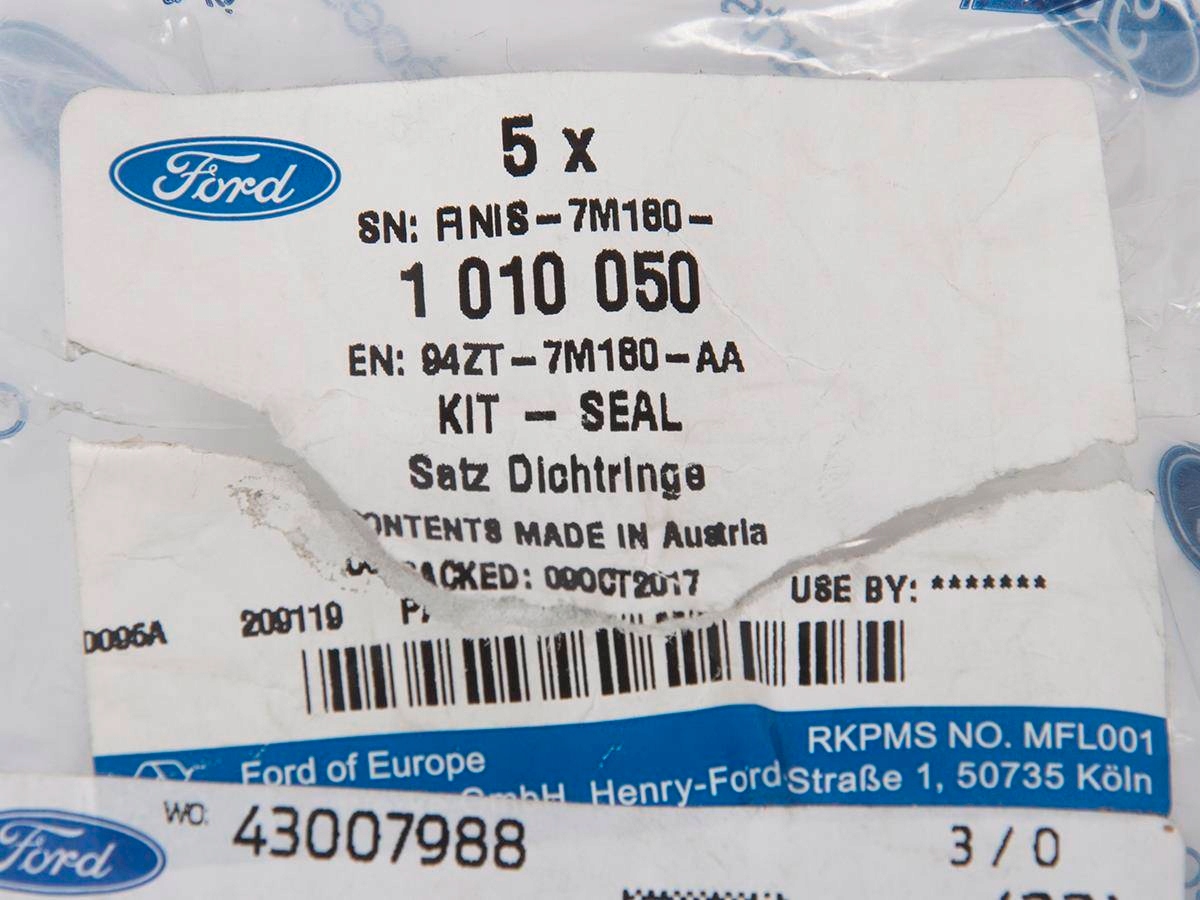 Ford
5 x
SN: FINIS-7M180-
1 010 050
EN: 94ZT-7M180-AA
KIT - SEAL
Satz Dichtringe
CONTENTS MADE IN Austria
PACKED: 09OCT2017
USE BY: *******
D096A 209119
Ford of Europe
RKPMS NO. MFL001
GmbH, Henry-Ford-Straße 1, 50735 Köln
Ford
WO: 43007988
3 / 0